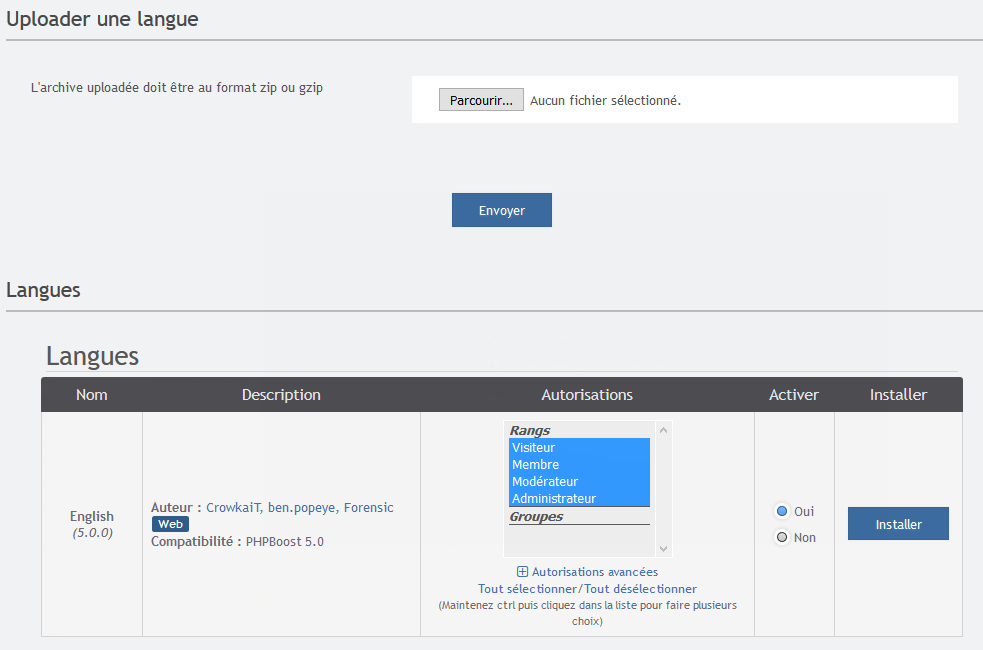 Uploader une langue
L'archive uploadée doit être au format zip ou gzip
Parcourir... Aucun fichier sélectionné.
Envoyer
Langues
Langues
Nom Description Autorisations Activer Installer
English
(5.0.0)
Auteur : CrowkaiT, ben.popeye, Forensic
Web
Compatibilité : PHPBoost 5.0
Rangs
Visiteur
Membre
Modérateur
Administrateur
Groupes
Autorisations avancées
Tout sélectionner/Tout désélectionner
(Maintenez ctrl puis cliquez dans la liste pour faire plusieurs
choix)
Oui
Non
Installer